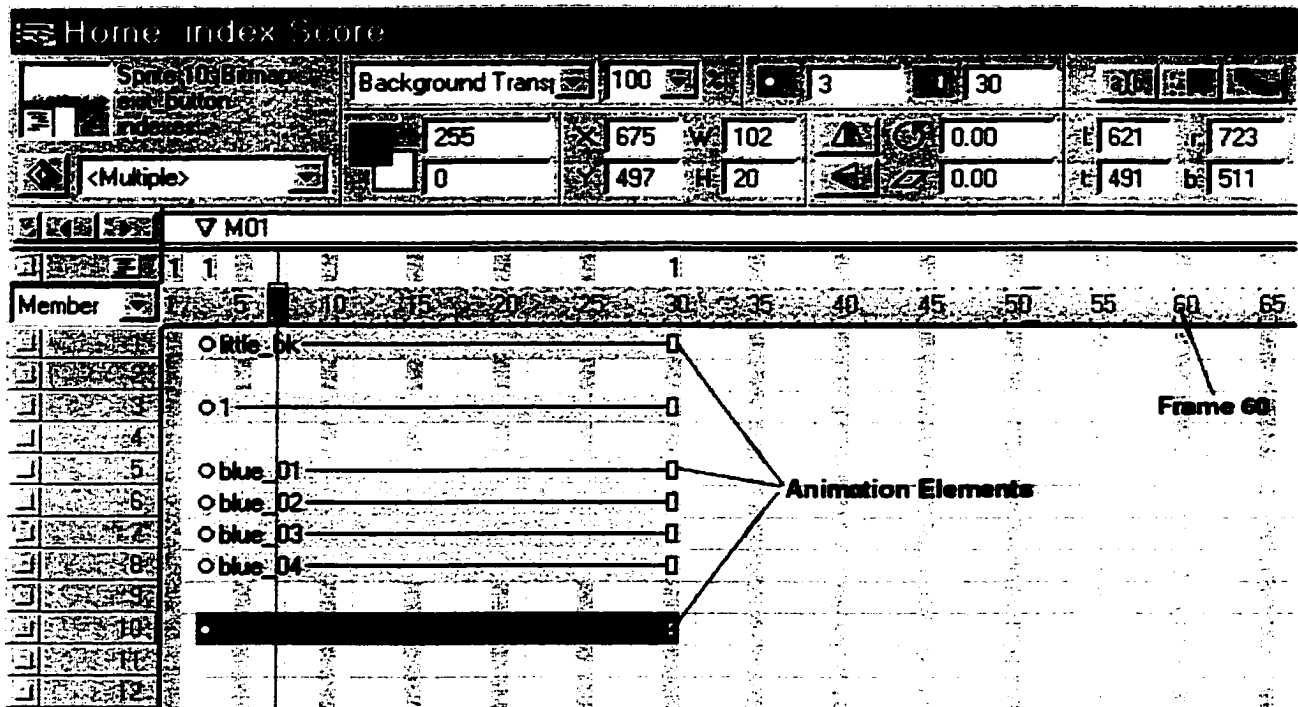 Home index Score
Sprite 10: Bitmap
exit_button
indexes
Background Transp 100 % 3 30
255 X 675 W 102 0.00 l 621 r 723
<Multiple> 0 Y 497 H 20 0.00 t 491 b 511
M01
1 1 1
Member 5 10 15 20 25 30 35 40 45 50 55 60 65
1 little_bk
2
3 1
Frame 60
4
5 blue_01
Animation Elements
6 blue_02
7 blue_03
8 blue_04
9
10
11
12